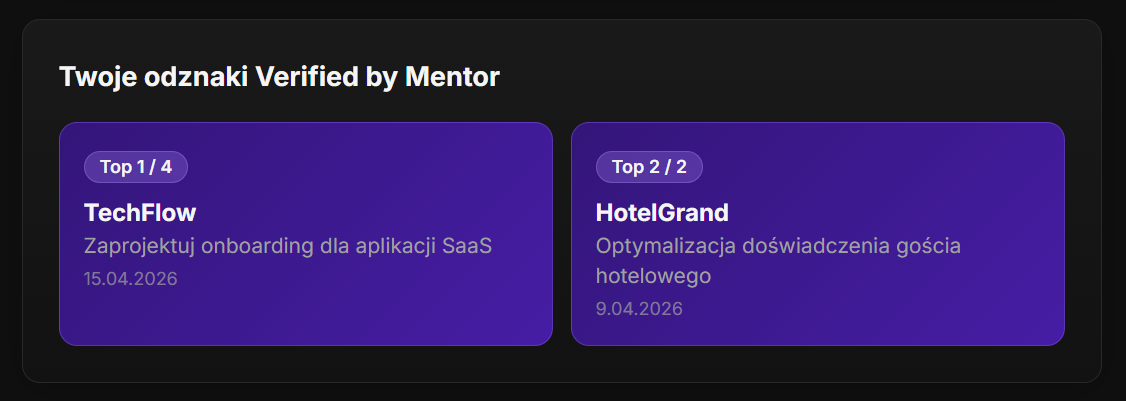 Twoje odznaki Verified by Mentor
Top 1 / 4
TechFlow
Zaprojektuj onboarding dla aplikacji SaaS
15.04.2026
Top 2 / 2
HotelGrand
Optymalizacja doświadczenia gościa
hotelowego
9.04.2026